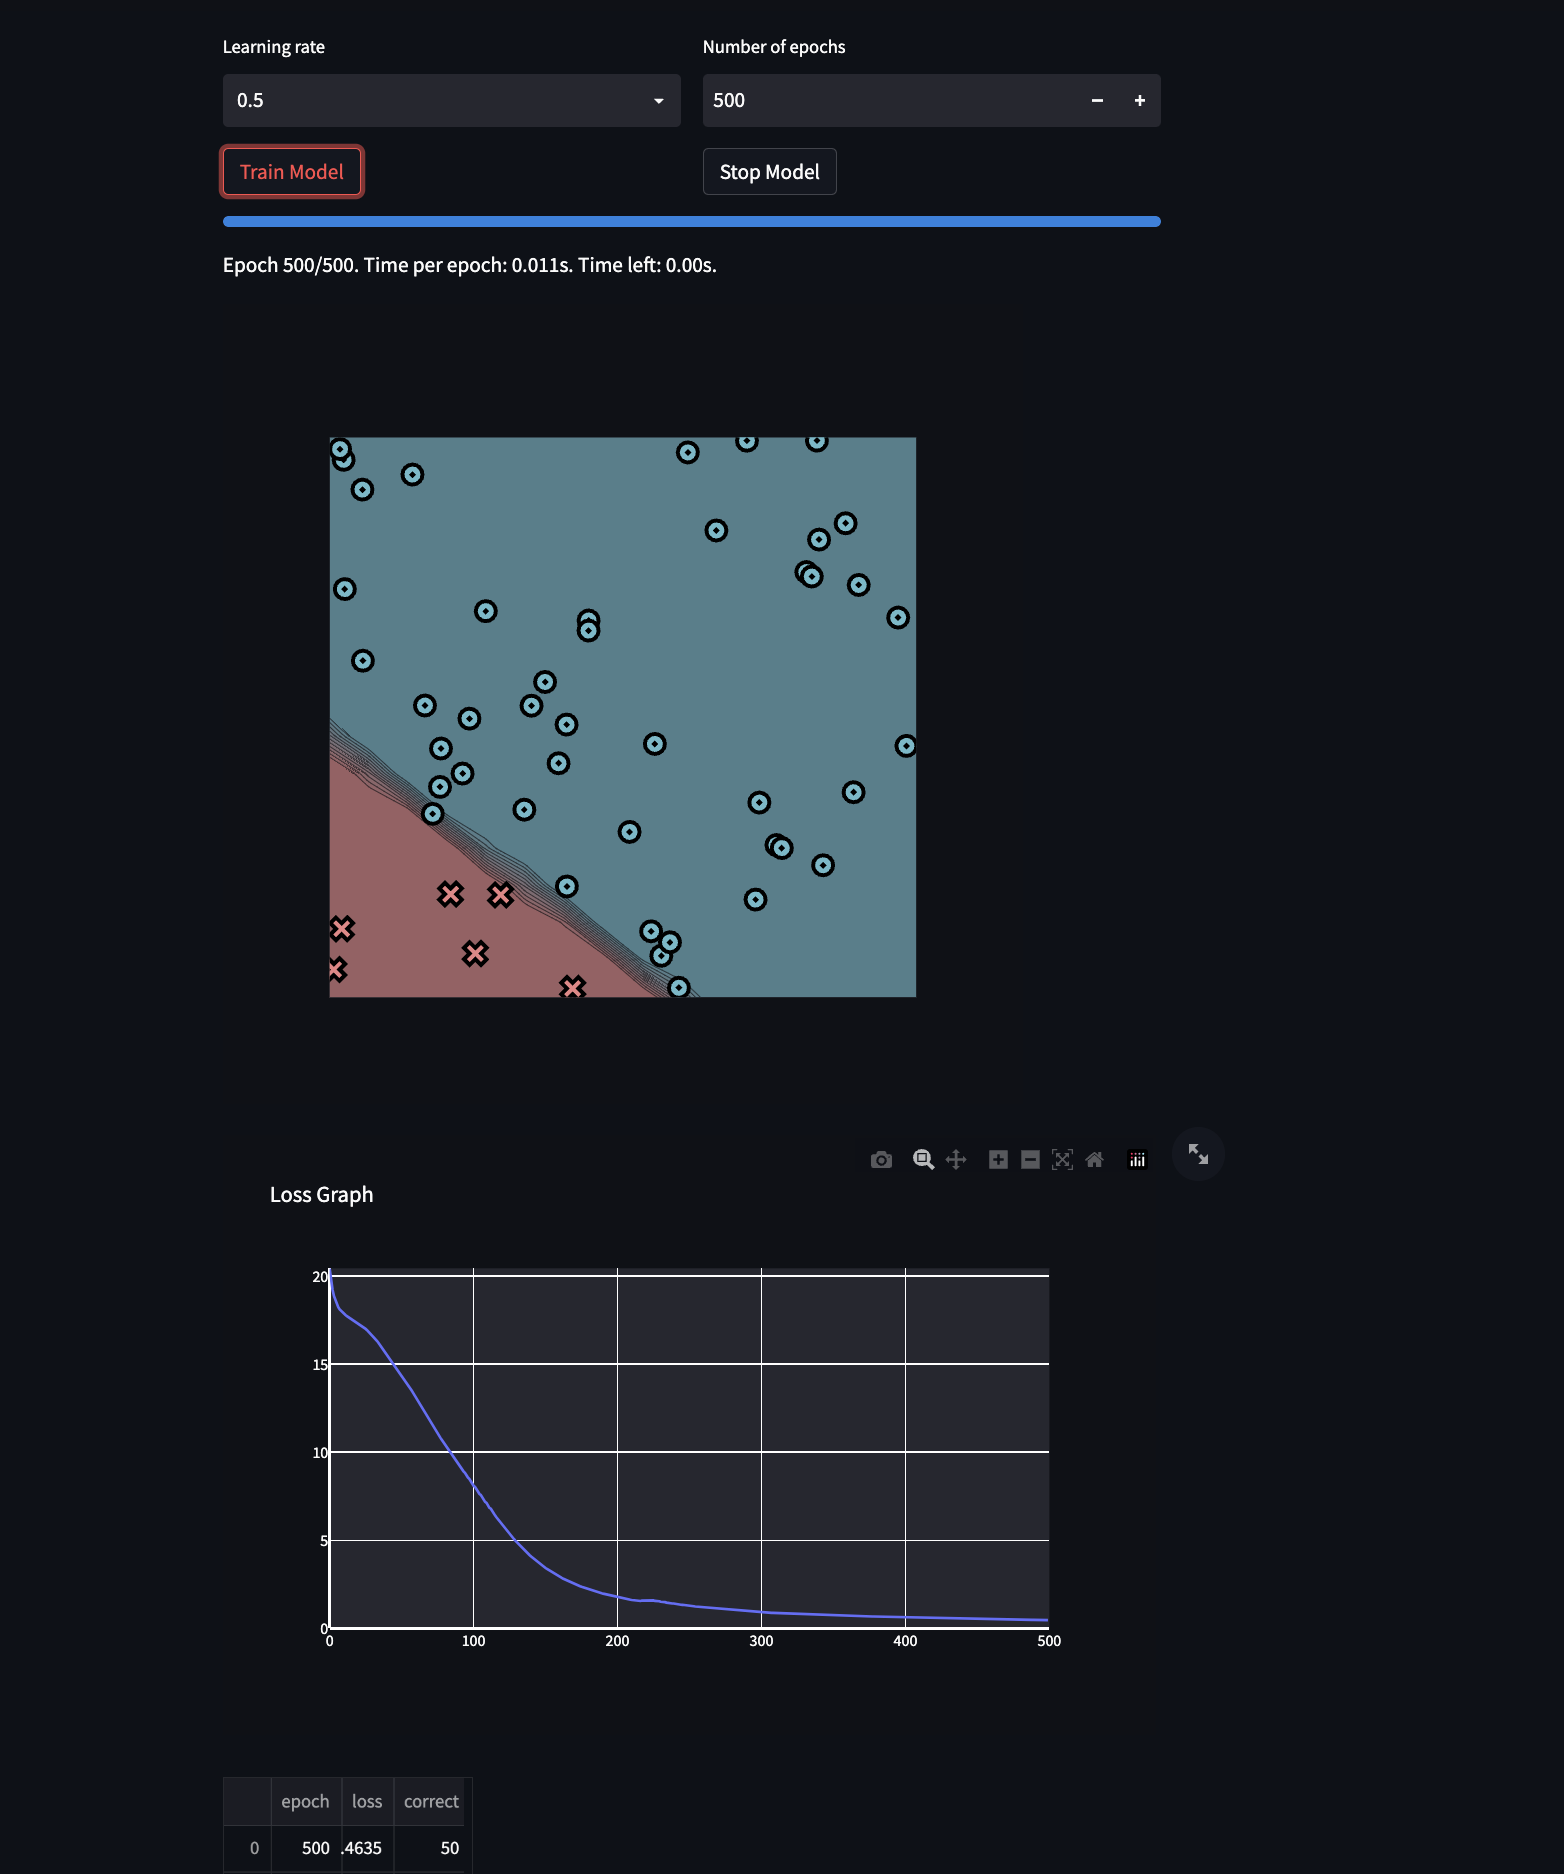 Learning rate
Number of epochs
0.5
500
Train Model
Stop Model
Epoch 500/500. Time per epoch: 0.011s. Time left: 0.00s.
Loss Graph
20
15
10
5
0
0 100 200 300 400 500
epoch loss correct
0 500 .4635 50